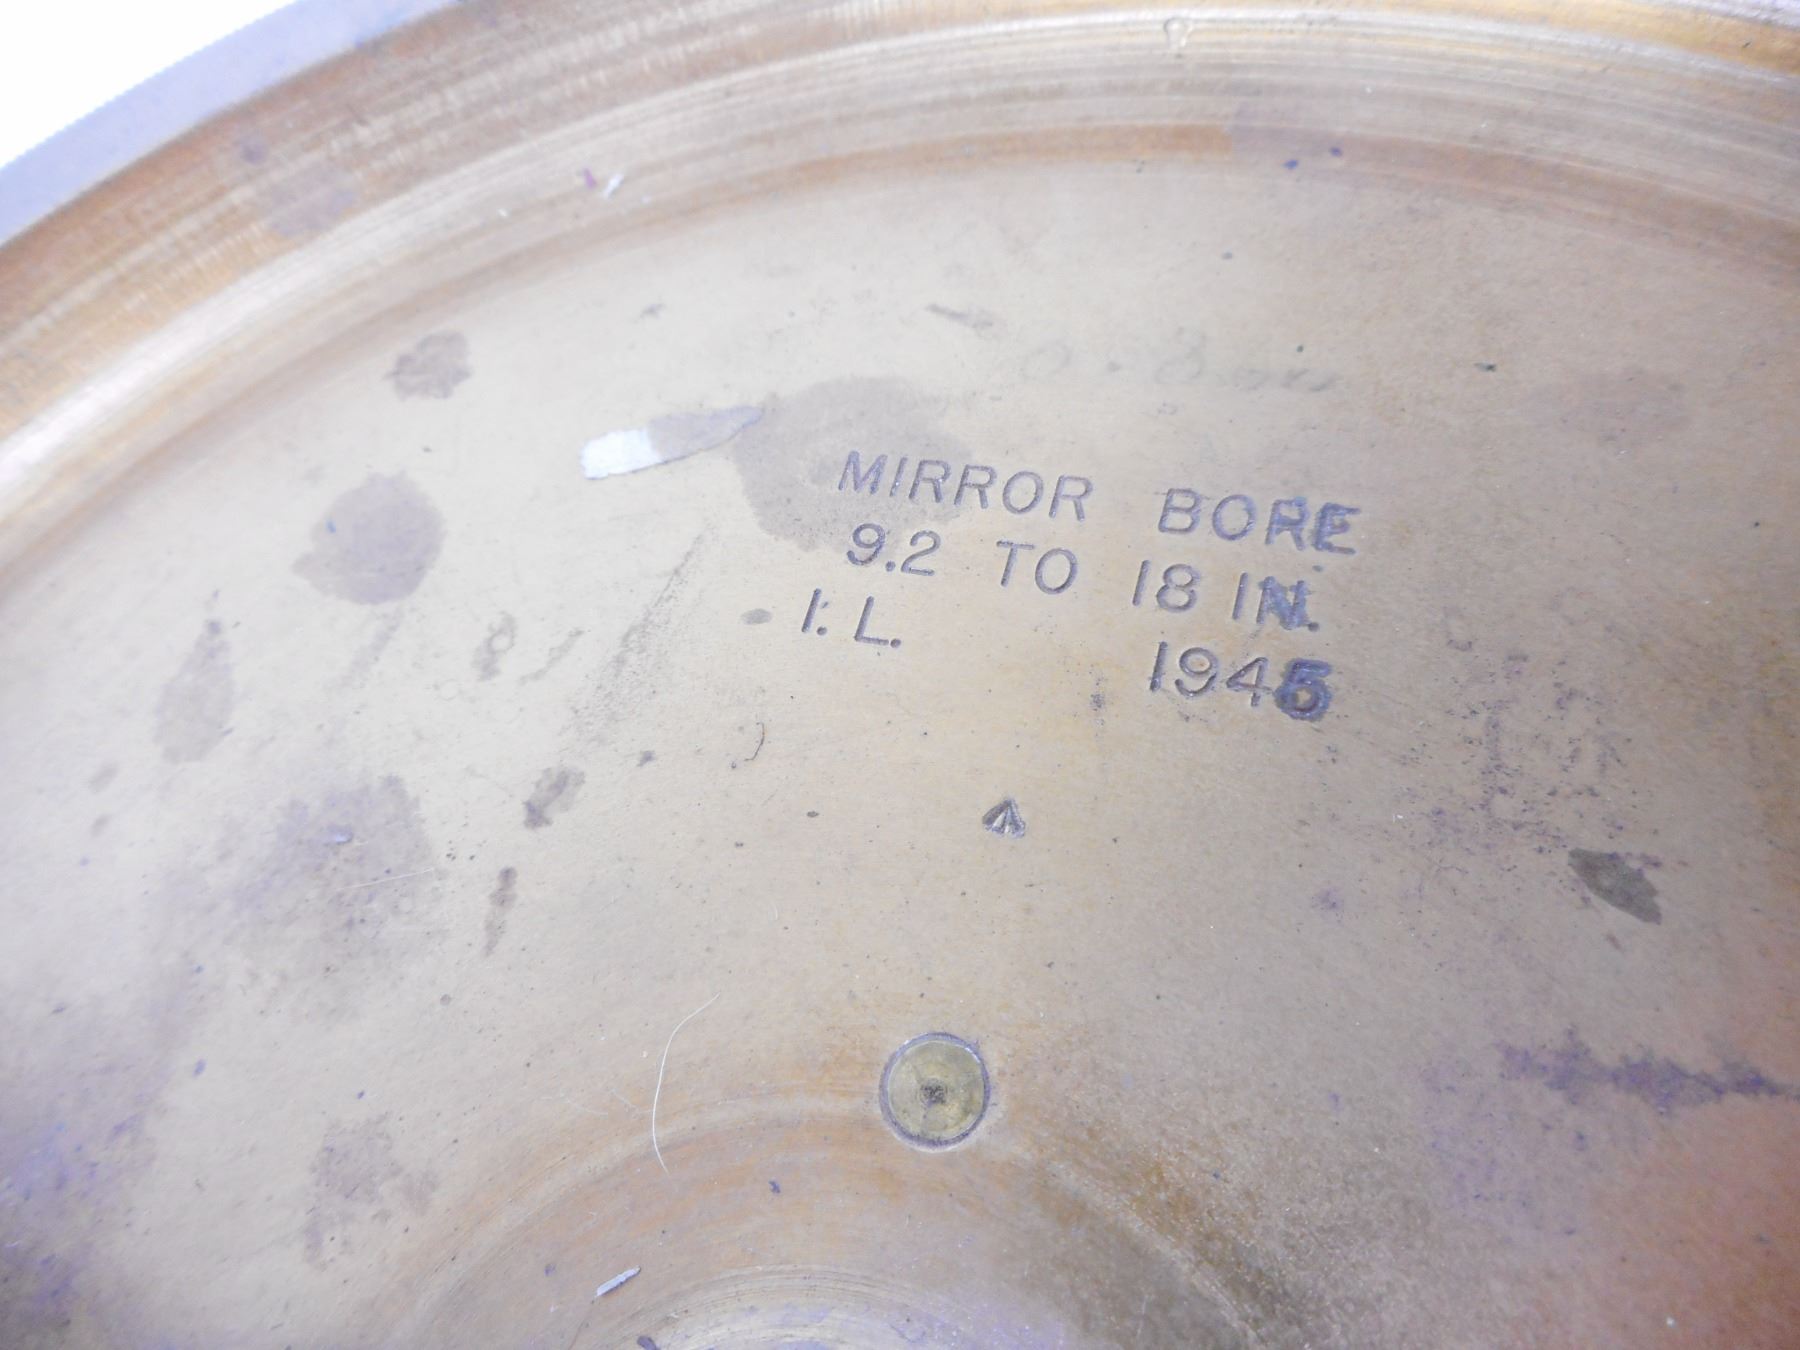 MIRROR BORE
9.2 TO 18 IN.
I. L. 1945